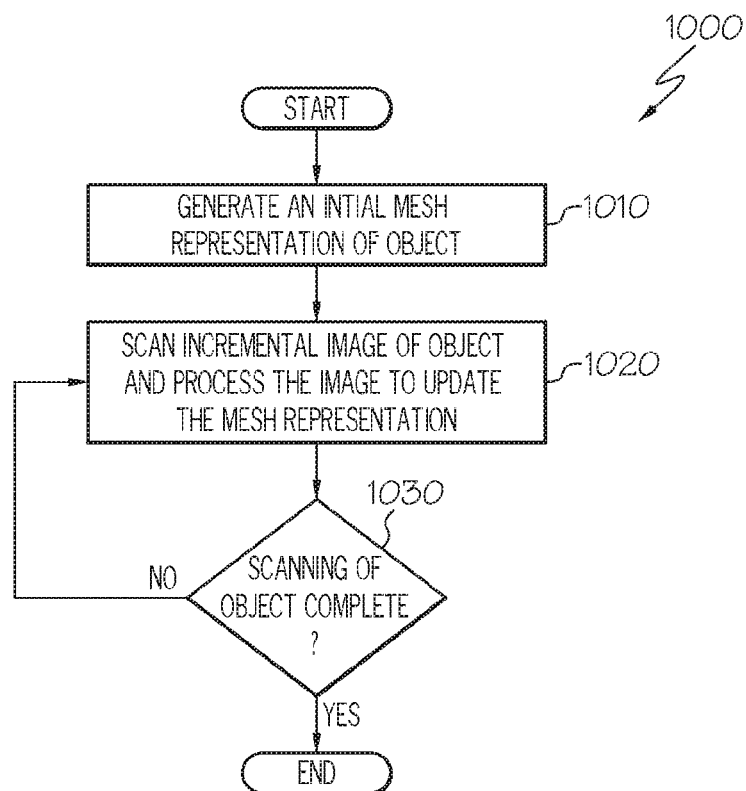 1000
START
GENERATE AN INTIAL MESH
REPRESENTATION OF OBJECT
1010
SCAN INCREMENTAL IMAGE OF OBJECT
AND PROCESS THE IMAGE TO UPDATE
THE MESH REPRESENTATION
1020
1030
SCANNING OF
OBJECT COMPLETE
?
NO
YES
END